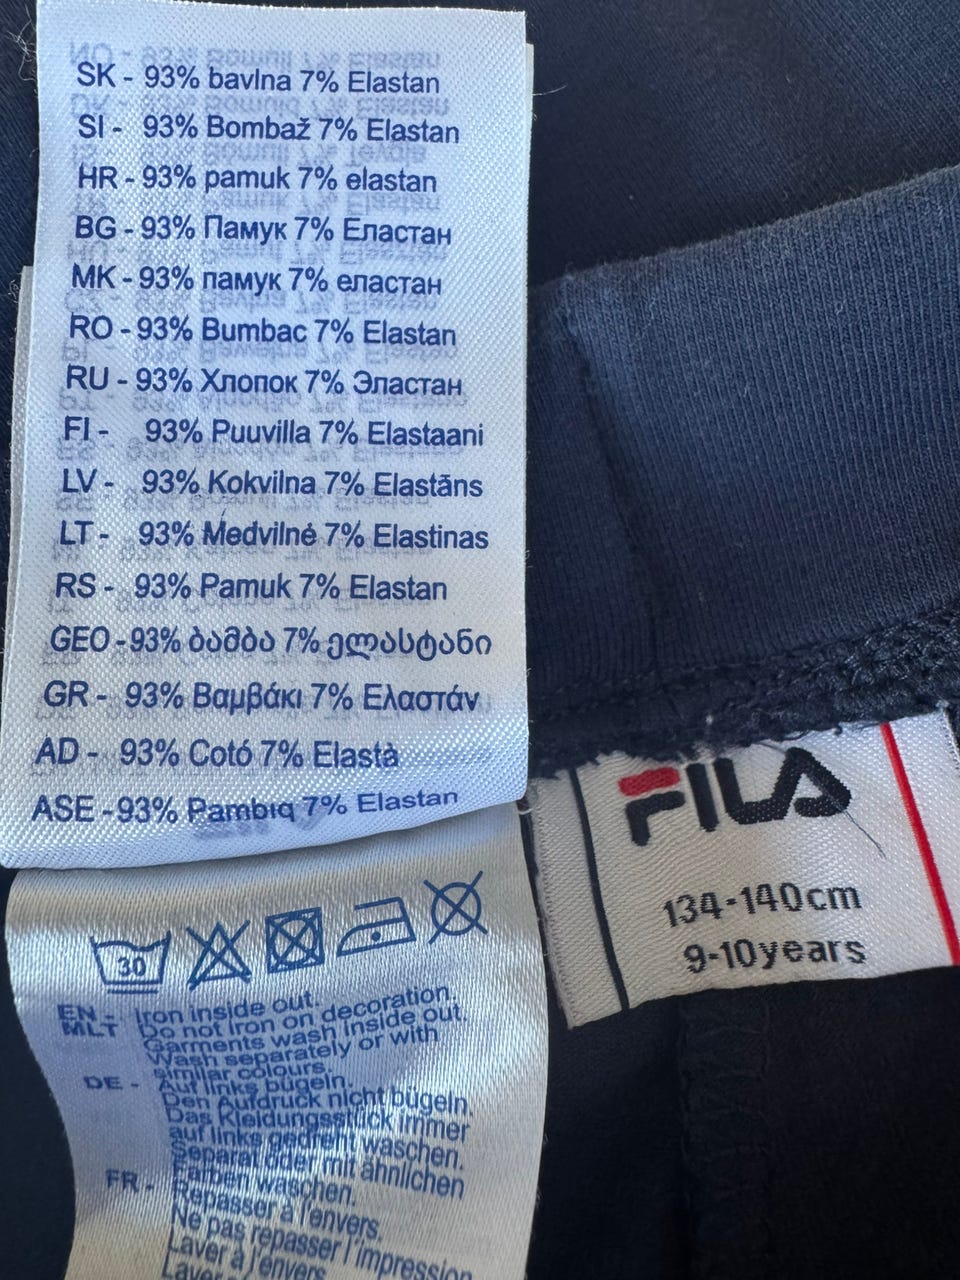 SK - 93% bavlna 7% Elastan
SI - 93% Bombaž 7% Elastan
HR - 93% pamuk 7% elastan
BG - 93% Памук 7% Еластан
MK - 93% памук 7% еластан
RO - 93% Bumbac 7% Elastan
RU - 93% Хлопок 7% Эластан
FI - 93% Puuvilla 7% Elastaani
LV - 93% Kokvilna 7% Elastāns
LT - 93% Medvilnė 7% Elastinas
RS - 93% Pamuk 7% Elastan
GEO - 93% ბამბა 7% ელასტანი
GR - 93% Βαμβάκι 7% Ελαστάν
AD - 93% Cotó 7% Elastà
ASE - 93% Pambıq 7% Elastan
30
EN - Iron inside out.
MLT Do not iron on decoration.
Garments wash inside out.
Wash separately or with
similar colours.
DE - Auf links bügeln.
Den Aufdruck nicht bügeln.
Das Kleidungsstück immer
auf links gedreht waschen.
Separat oder mit ähnlichen
Farben waschen.
FR - Repasser à l'envers.
Ne pas repasser l'impression
Laver à l'envers
FILA
134-140cm
9-10years